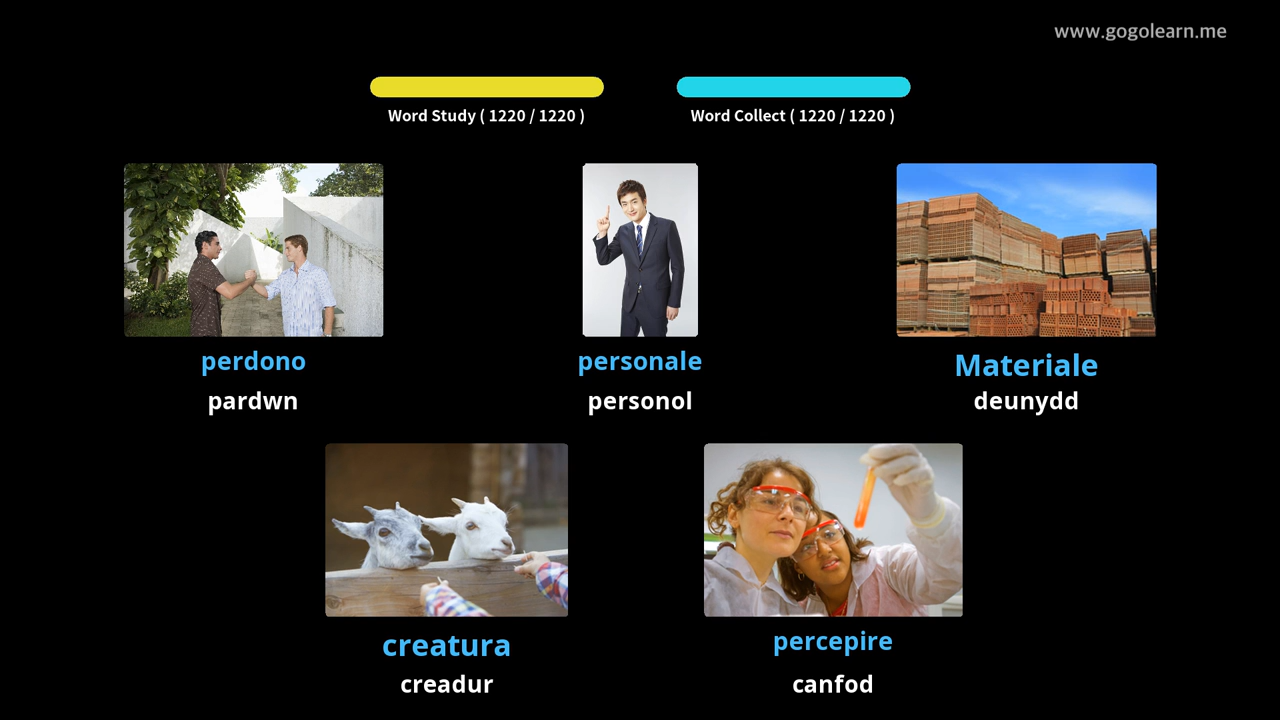 www.gogolearn.me
Word Study ( 1220 / 1220 )
Word Collect ( 1220 / 1220 )
perdono
pardwn
personale
personol
Materiale
deunydd
creatura
creadur
percepire
canfod